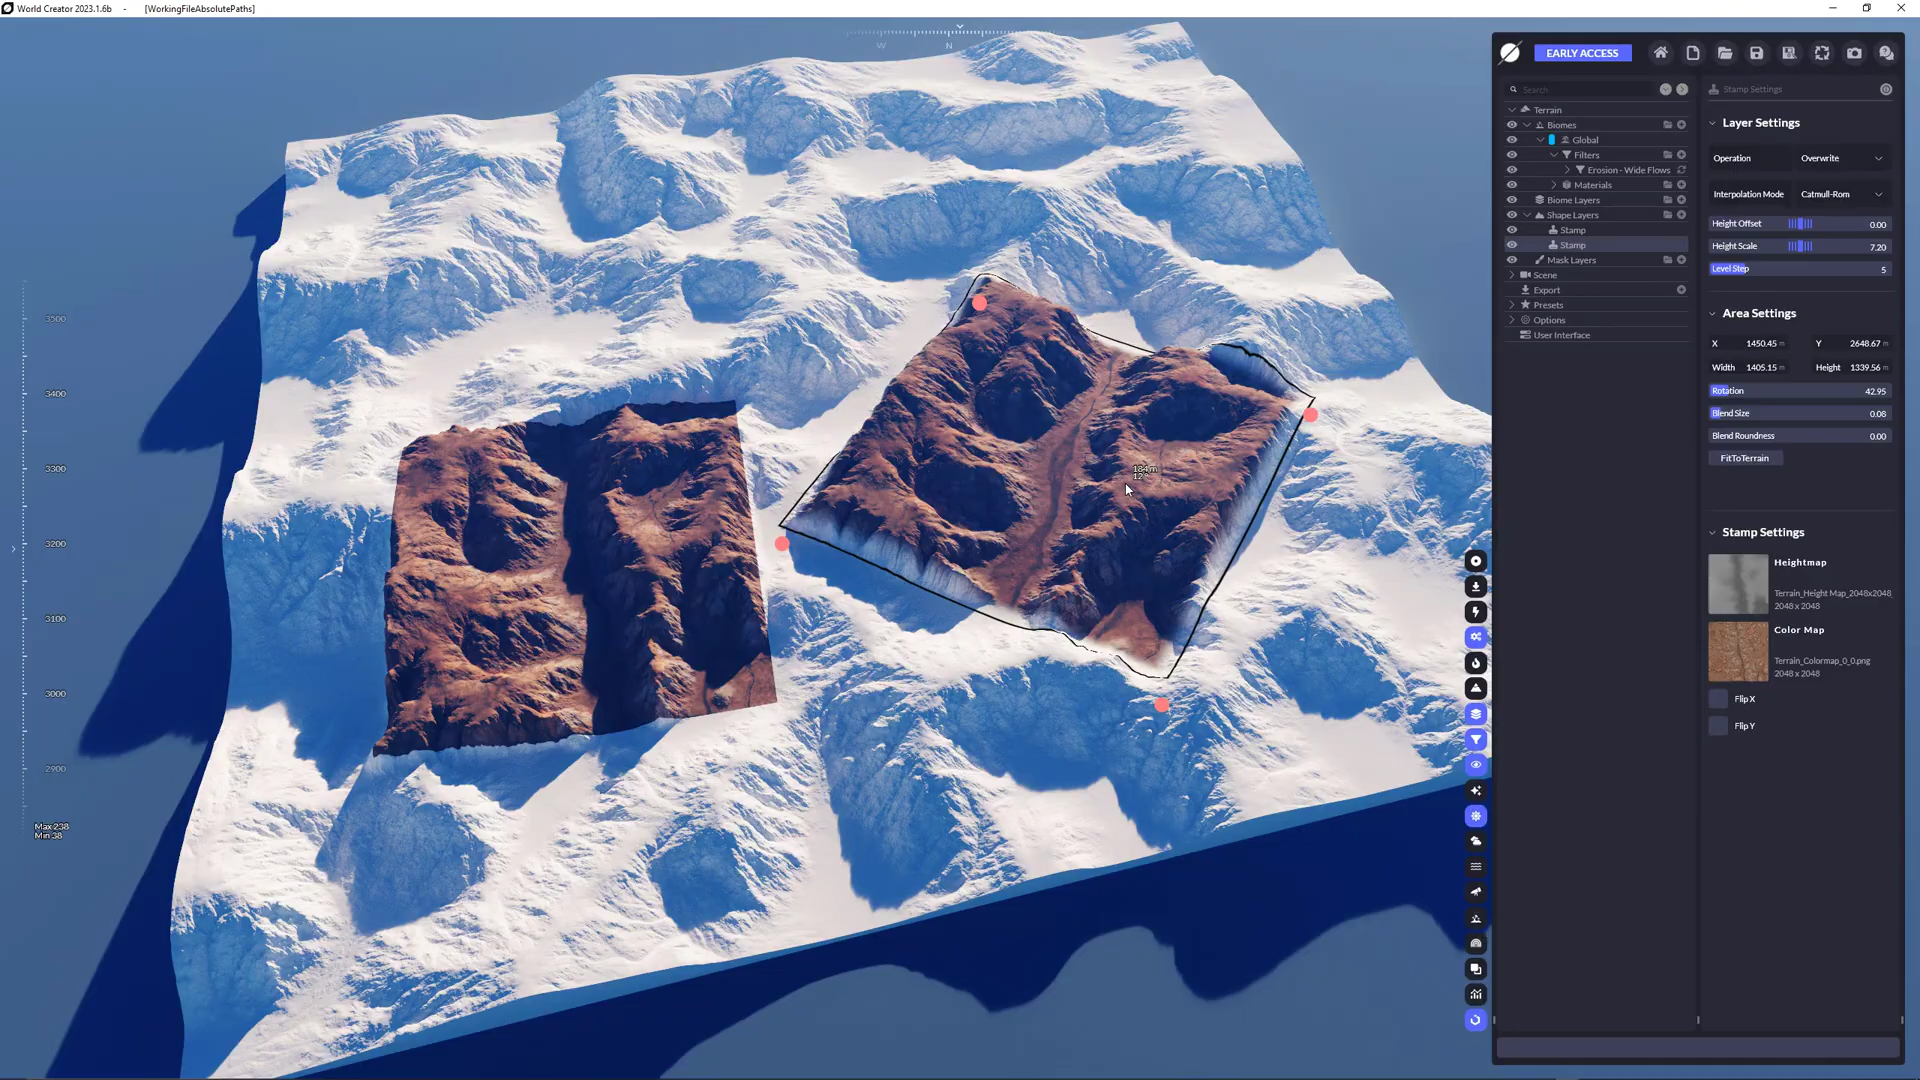 World Creator 2023.1.6b - [WorkingFileAbsolutePaths]
W N
EARLY ACCESS
Search
Terrain
Biomes
Global
Filters
Erosion - Wide Flows
Materials
Biome Layers
Shape Layers
Stamp
Stamp
Mask Layers
Scene
Export
Presets
Options
User Interface
Stamp Settings
Layer Settings
Operation Overwrite
Interpolation Mode Catmull-Rom
Height Offset 0.00
Height Scale 7.20
Level Step 5
Area Settings
X 1450.45 m Y 2648.67 m
Width 1405.15 m Height 1339.56 m
Rotation 42.95
Blend Size 0.08
Blend Roundness 0.00
FitToTerrain
Stamp Settings
Heightmap
Terrain_Height Map_2048x2048_
2048 x 2048
Color Map
Terrain_Colormap_0_0.png
2048 x 2048
Flip X
Flip Y
3500
3400
3300
3200
3100
3000
2900
Max 238
Min 38
184 m